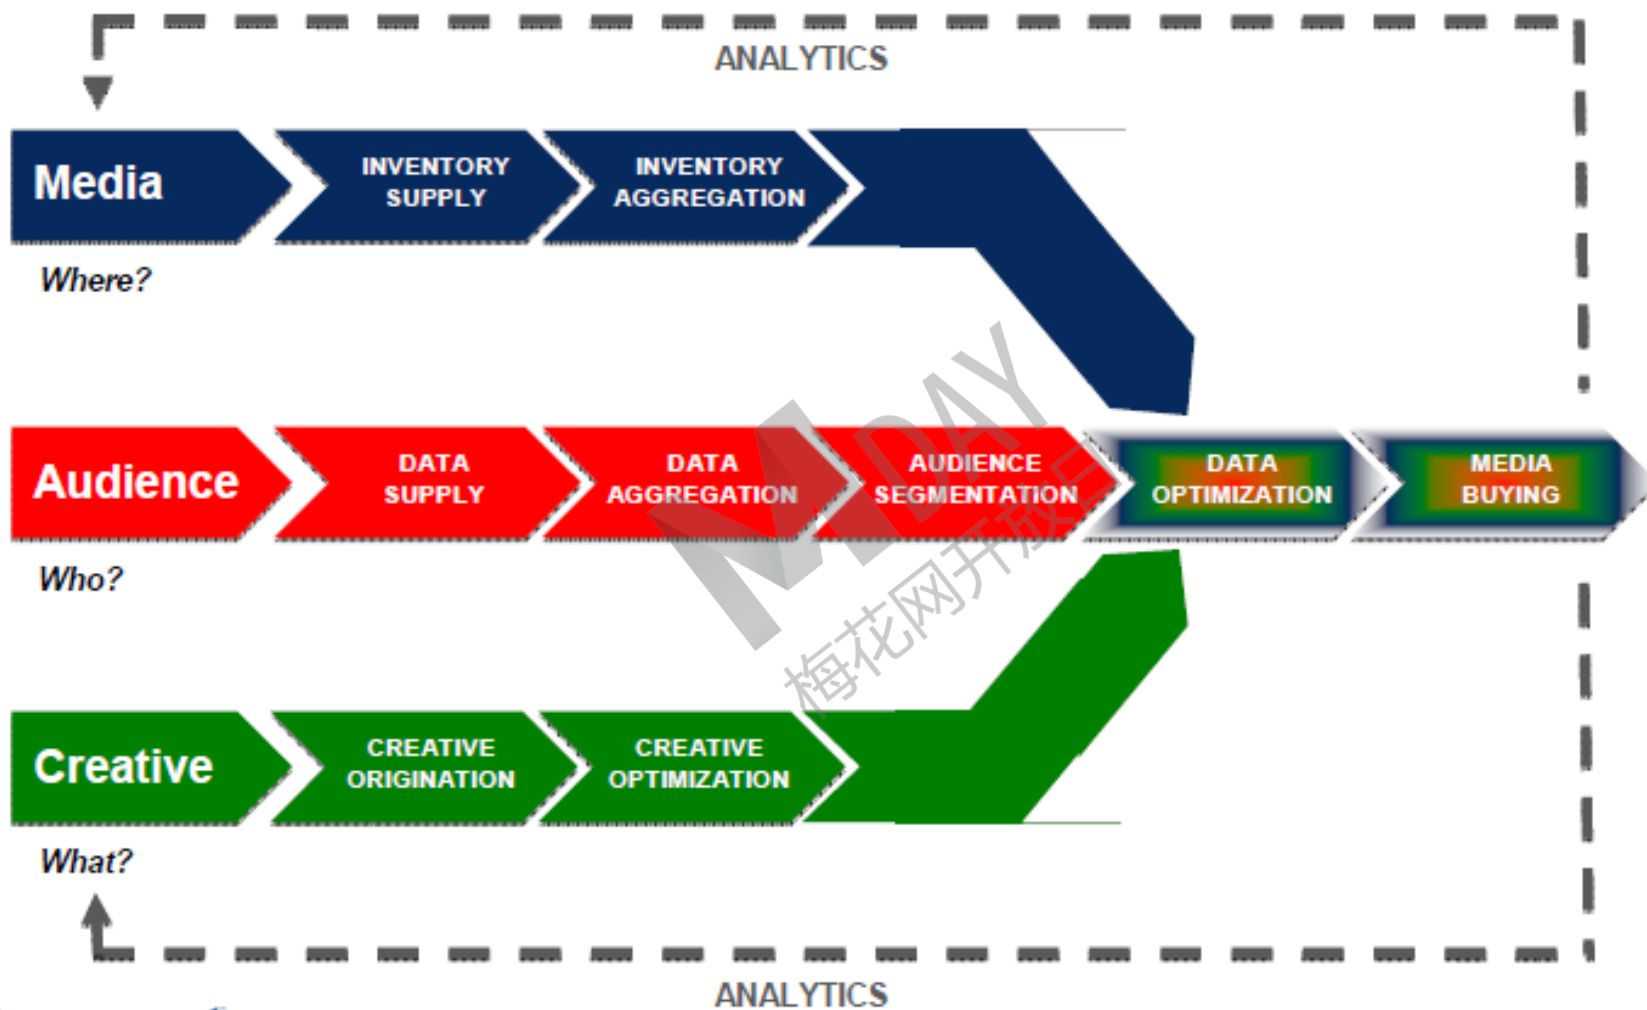 ANALYTICS
Media
INVENTORY
SUPPLY
INVENTORY
AGGREGATION
Where?
Audience
DATA
SUPPLY
DATA
AGGREGATION
AUDIENCE
SEGMENTATION
DATA
OPTIMIZATION
MEDIA
BUYING
Who?
Creative
CREATIVE
ORIGINATION
CREATIVE
OPTIMIZATION
What?
ANALYTICS
MDAY
梅花网开放日